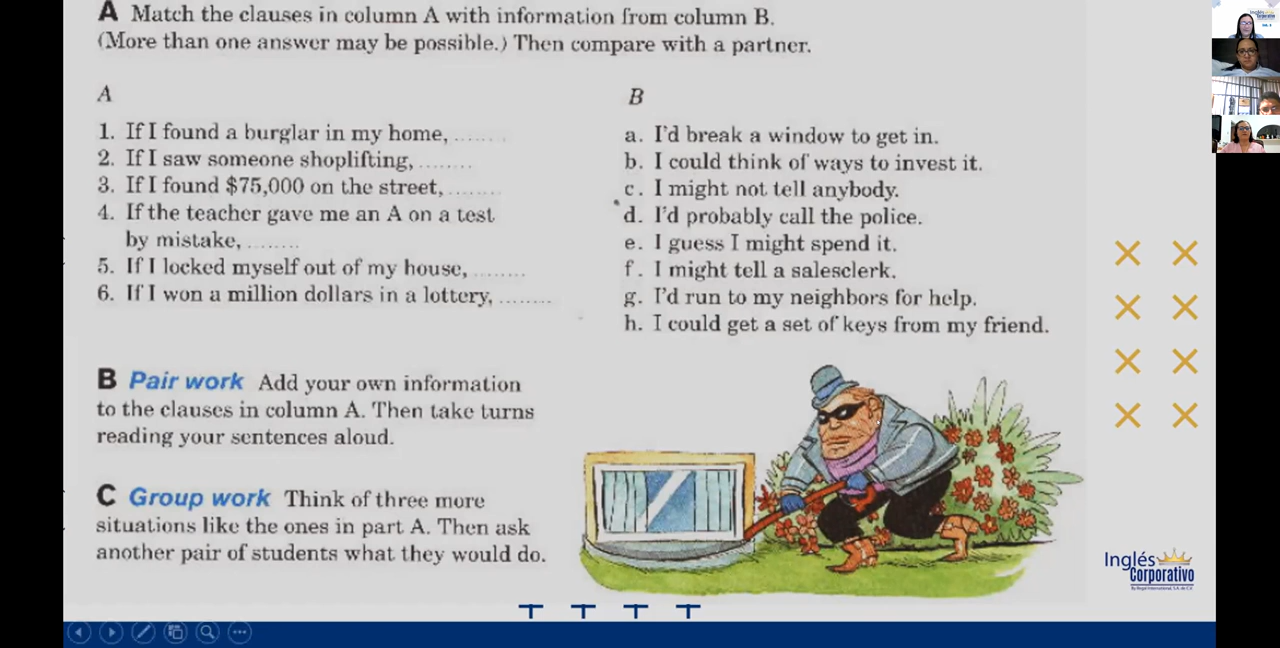 A Match the clauses in column A with information from column B.
(More than one answer may be possible.) Then compare with a partner.
A
1. If I found a burglar in my home, ........
2. If I saw someone shoplifting, ........
3. If I found $75,000 on the street, ........
4. If the teacher gave me an A on a test
by mistake, ........
5. If I locked myself out of my house, ........
6. If I won a million dollars in a lottery, ........
B
a. I'd break a window to get in.
b. I could think of ways to invest it.
c. I might not tell anybody.
d. I'd probably call the police.
e. I guess I might spend it.
f. I might tell a salesclerk.
g. I'd run to my neighbors for help.
h. I could get a set of keys from my friend.
B Pair work Add your own information
to the clauses in column A. Then take turns
reading your sentences aloud.
C Group work Think of three more
situations like the ones in part A. Then ask
another pair of students what they would do.
Inglés
Corporativo